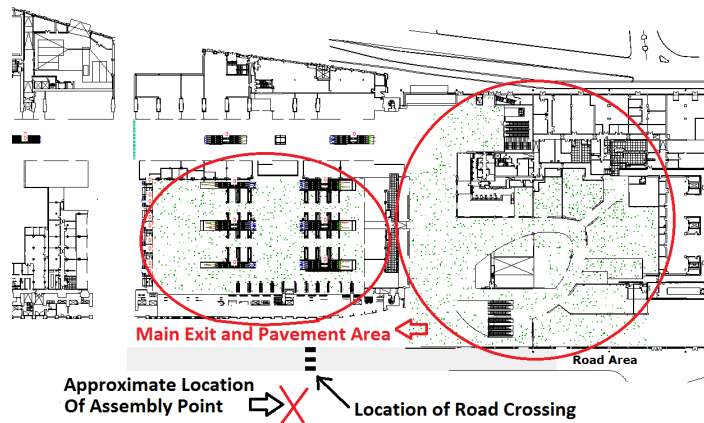 Main Exit and Pavement Area
Road Area
Approximate Location
Of Assembly Point
Location of Road Crossing